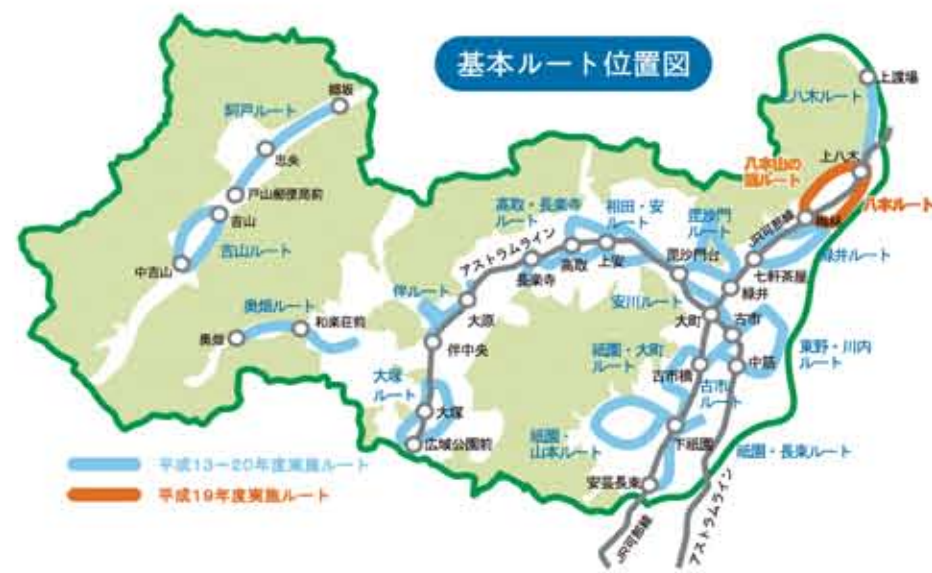 基本ルート位置図
上渡場
上八木ルート
上八木
八木山の
ルート
八木ルート
梅林
JR可部線
緑井ルート
七軒茶屋
緑井
毘沙門
ルート
毘沙門台
相田・安
ルート
上安
高取・長楽寺
ルート
高取
長楽寺
アストラムライン
安川ルート
大町
古市
東野・川内
ルート
中筋
祇園・大町
ルート
古市橋
古市
ルート
下祇園
祇園・
山本ルート
祇園・長束ルート
安芸長束
JR可部線
アストラムライン
伴ルート
大原
伴中央
大塚
ルート
大塚
広域公園前
ルート
戸山郵便局前
吉山
吉山ルート
中吉山
奥畑ルート
奥畑
和楽荘前
平成13〜20年度実施ルート
平成19年度実施ルート